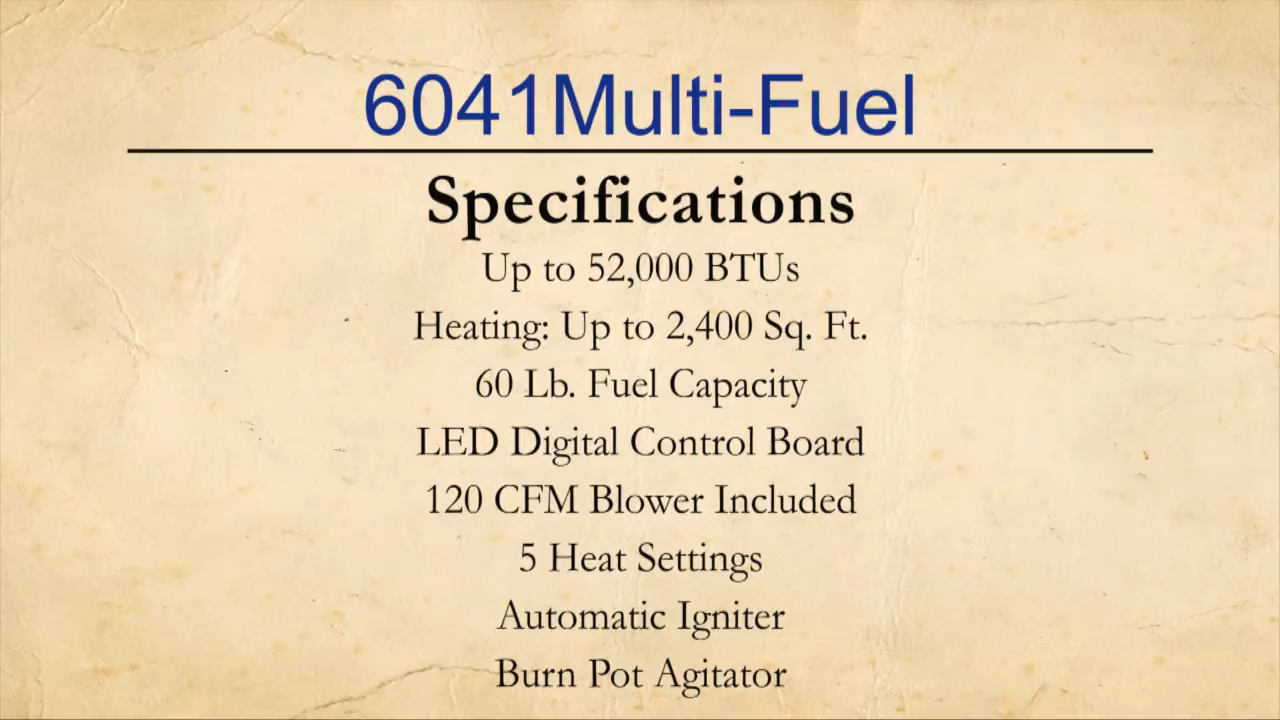 6041Multi-Fuel
Specifications
Up to 52,000 BTUs
Heating: Up to 2,400 Sq. Ft.
60 Lb. Fuel Capacity
LED Digital Control Board
120 CFM Blower Included
5 Heat Settings
Automatic Igniter
Burn Pot Agitator